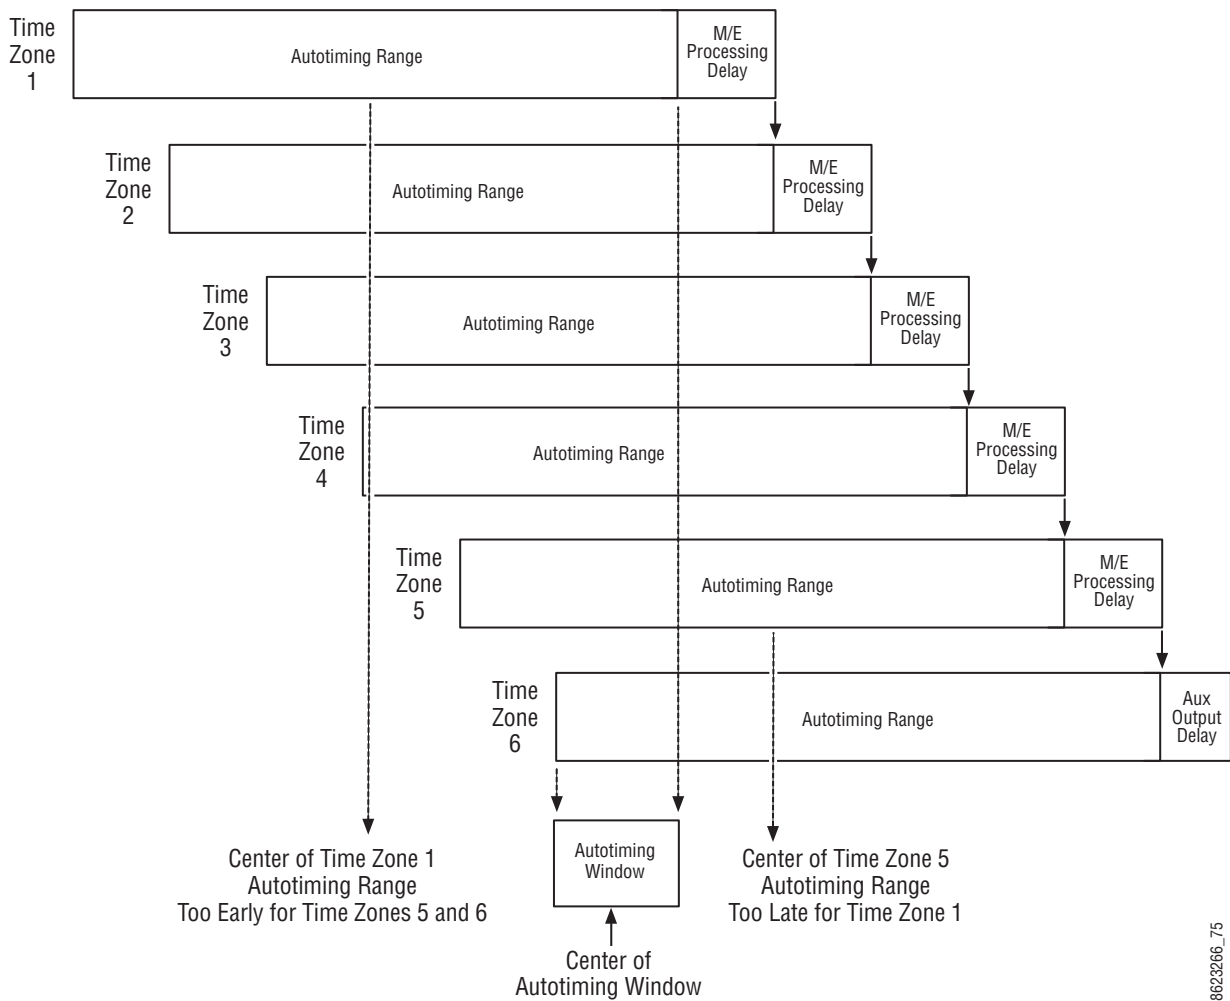 Time
Zone
1
Autotiming Range
M/E
Processing
Delay
Time
Zone
2
Autotiming Range
M/E
Processing
Delay
Time
Zone
3
Autotiming Range
M/E
Processing
Delay
Time
Zone
4
Autotiming Range
M/E
Processing
Delay
Time
Zone
5
Autotiming Range
M/E
Processing
Delay
Time
Zone
6
Autotiming Range
Aux
Output
Delay
Center of Time Zone 1
Autotiming Range
Too Early for Time Zones 5 and 6
Autotiming
Window
Center of Time Zone 5
Autotiming Range
Too Late for Time Zone 1
Center of
Autotiming Window
8623266_75